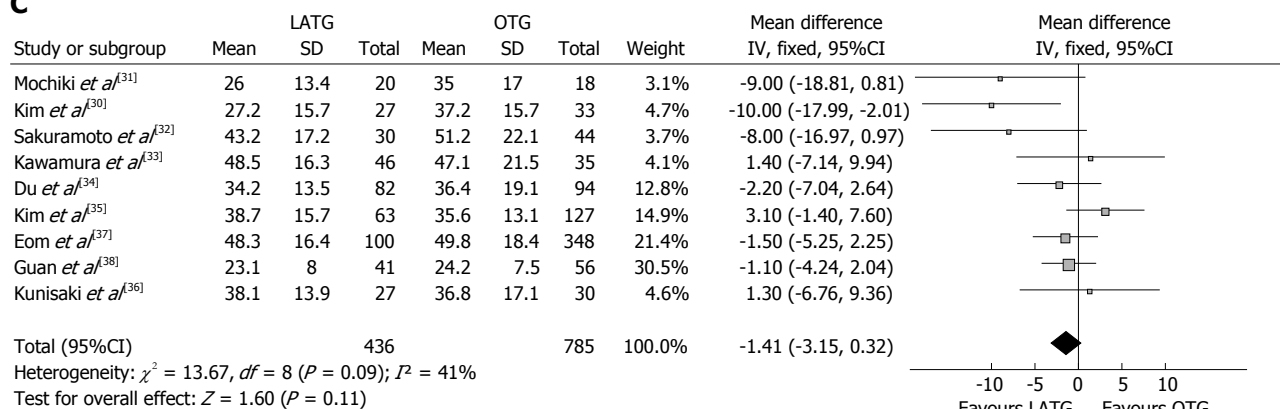 C
LATG OTG Mean difference Mean difference
Study or subgroup Mean SD Total Mean SD Total Weight IV, fixed, 95%CI IV, fixed, 95%CI
Mochiki et al[31] 26 13.4 20 35 17 18 3.1% -9.00 (-18.81, 0.81)
Kim et al[30] 27.2 15.7 27 37.2 15.7 33 4.7% -10.00 (-17.99, -2.01)
Sakuramoto et al[32] 43.2 17.2 30 51.2 22.1 44 3.7% -8.00 (-16.97, 0.97)
Kawamura et al[33] 48.5 16.3 46 47.1 21.5 35 4.1% 1.40 (-7.14, 9.94)
Du et al[34] 34.2 13.5 82 36.4 19.1 94 12.8% -2.20 (-7.04, 2.64)
Kim et al[35] 38.7 15.7 63 35.6 13.1 127 14.9% 3.10 (-1.40, 7.60)
Eom et al[37] 48.3 16.4 100 49.8 18.4 348 21.4% -1.50 (-5.25, 2.25)
Guan et al[38] 23.1 8 41 24.2 7.5 56 30.5% -1.10 (-4.24, 2.04)
Kunisaki et al[36] 38.1 13.9 27 36.8 17.1 30 4.6% 1.30 (-6.76, 9.36)
Total (95%CI) 436 785 100.0% -1.41 (-3.15, 0.32)
Heterogeneity: χ² = 13.67, df = 8 (P = 0.09); I² = 41%
Test for overall effect: Z = 1.60 (P = 0.11)
-10 -5 0 5 10
Favours LATG Favours OTG